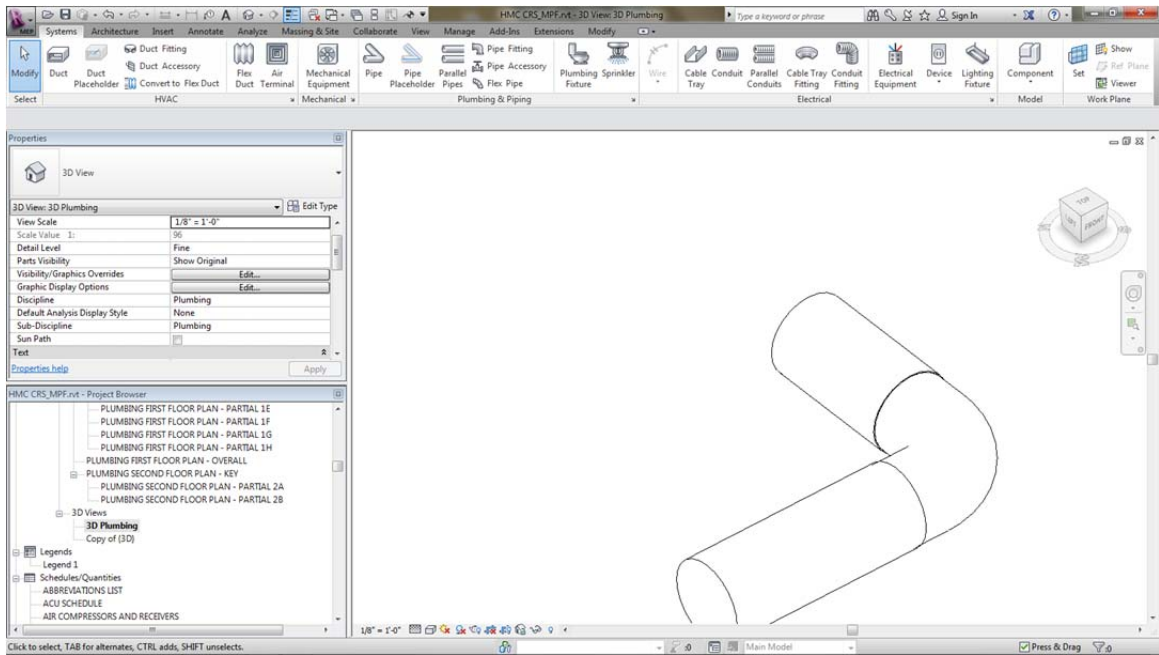 HMC CRS_MPF.rvt - 3D View: 3D Plumbing
Type a keyword or phrase
Sign In
MEP
Systems Architecture Insert Annotate Analyze Massing & Site Collaborate View Manage Add-Ins Extensions Modify
Modify
Duct
Duct Placeholder
Duct Fitting
Duct Accessory
Convert to Flex Duct
Flex Duct
Air Terminal
Mechanical Equipment
Pipe
Pipe Placeholder
Parallel Pipes
Pipe Fitting
Pipe Accessory
Flex Pipe
Plumbing Fixture
Sprinkler
Wire
Cable Tray
Conduit
Parallel Conduits
Cable Tray Fitting
Conduit Fitting
Electrical Equipment
Device
Lighting Fixture
Component
Set
Show
Ref Plane
Viewer
Select HVAC Mechanical Plumbing & Piping Electrical Model Work Plane
Properties
3D View
3D View: 3D Plumbing Edit Type
View Scale 1/8" = 1'-0"
Scale Value 1: 96
Detail Level Fine
Parts Visibility Show Original
Visibility/Graphics Overrides Edit...
Graphic Display Options Edit...
Discipline Plumbing
Default Analysis Display Style None
Sub-Discipline Plumbing
Sun Path
Text
Properties help Apply
HMC CRS_MPF.rvt - Project Browser
PLUMBING FIRST FLOOR PLAN - PARTIAL 1E
PLUMBING FIRST FLOOR PLAN - PARTIAL 1F
PLUMBING FIRST FLOOR PLAN - PARTIAL 1G
PLUMBING FIRST FLOOR PLAN - PARTIAL 1H
PLUMBING FIRST FLOOR PLAN - OVERALL
PLUMBING SECOND FLOOR PLAN - KEY
PLUMBING SECOND FLOOR PLAN - PARTIAL 2A
PLUMBING SECOND FLOOR PLAN - PARTIAL 2B
3D Views
3D Plumbing
Copy of (3D)
Legends
Legend 1
Schedules/Quantities
ABBREVIATIONS LIST
ACU SCHEDULE
AIR COMPRESSORS AND RECEIVERS
TOP
LEFT
FRONT
1/8" = 1'-0"
Click to select, TAB for alternates, CTRL adds, SHIFT unselects.
:0
Main Model
Press & Drag
:0